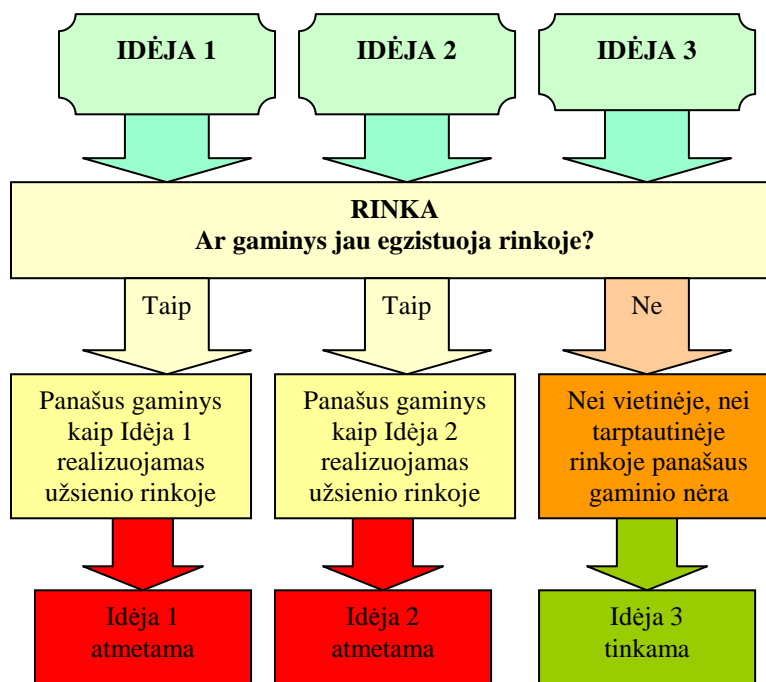 IDĖJA 1
IDĖJA 2
IDĖJA 3
RINKA
Ar gaminys jau egzistuoja rinkoje?
Taip
Taip
Ne
Panašus gaminys
kaip Idėja 1
realizuojamas
užsienio rinkoje
Panašus gaminys
kaip Idėja 2
realizuojamas
užsienio rinkoje
Nei vietinėje, nei
tarptautinėje
rinkoje panašaus
gaminio nėra
Idėja 1
atmetama
Idėja 2
atmetama
Idėja 3
tinkama